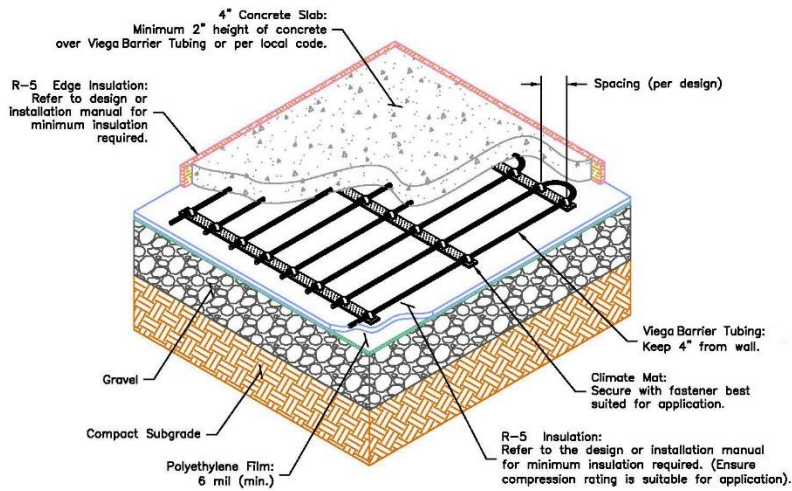 4" Concrete Slab:
Minimum 2" height of concrete
over Viega Barrier Tubing or per local code.
R-5 Edge Insulation:
Refer to design or
installation manual for
minimum insulation
required.
Spacing (per design)
Viega Barrier Tubing:
Keep 4" from wall.
Climate Mat:
Secure with fastener best
suited for application.
R-5 Insulation:
Refer to the design or installation manual
for minimum insulation required. (Ensure
compression rating is suitable for application).
Gravel
Compact Subgrade
Polyethylene Film:
6 mil (min.)